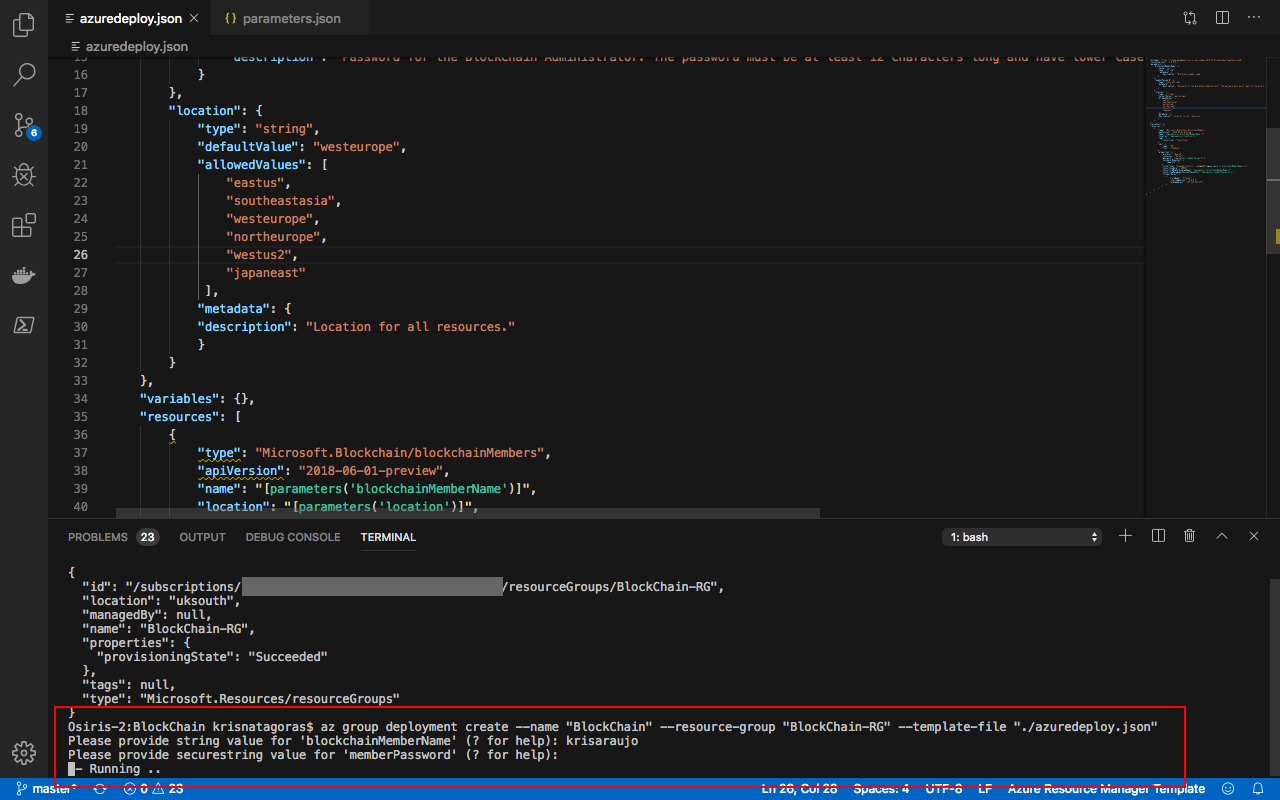 azuredeploy.json
parameters.json
azuredeploy.json
15 "description": "Password for the Blockchain Administrator. The password must be at least 12 characters long and have lower case
16 }
17 },
18 "location": {
19 "type": "string",
20 "defaultValue": "westeurope",
21 "allowedValues": [
22 "eastus",
23 "southeastasia",
24 "westeurope",
25 "northeurope",
26 "westus2",
27 "japaneast"
28 ],
29 "metadata": {
30 "description": "Location for all resources."
31 }
32 }
33 },
34 "variables": {},
35 "resources": [
36 {
37 "type": "Microsoft.Blockchain/blockchainMembers",
38 "apiVersion": "2018-06-01-preview",
39 "name": "[parameters('blockchainMemberName')]",
40 "location": "[parameters('location')]",
6
PROBLEMS 23 OUTPUT DEBUG CONSOLE TERMINAL 1: bash
{
"id": "/subscriptions/ /resourceGroups/BlockChain-RG",
"location": "uksouth",
"managedBy": null,
"name": "BlockChain-RG",
"properties": {
"provisioningState": "Succeeded"
},
"tags": null,
"type": "Microsoft.Resources/resourceGroups"
}
Osiris-2:BlockChain krisnatagoras$ az group deployment create --name "BlockChain" --resource-group "BlockChain-RG" --template-file "./azuredeploy.json"
Please provide string value for 'blockchainMemberName' (? for help): krisaraujo
Please provide securestring value for 'memberPassword' (? for help):
- Running ..
master* 0 23 Ln 26, Col 28 Spaces: 4 UTF-8 LF Azure Resource Manager Template